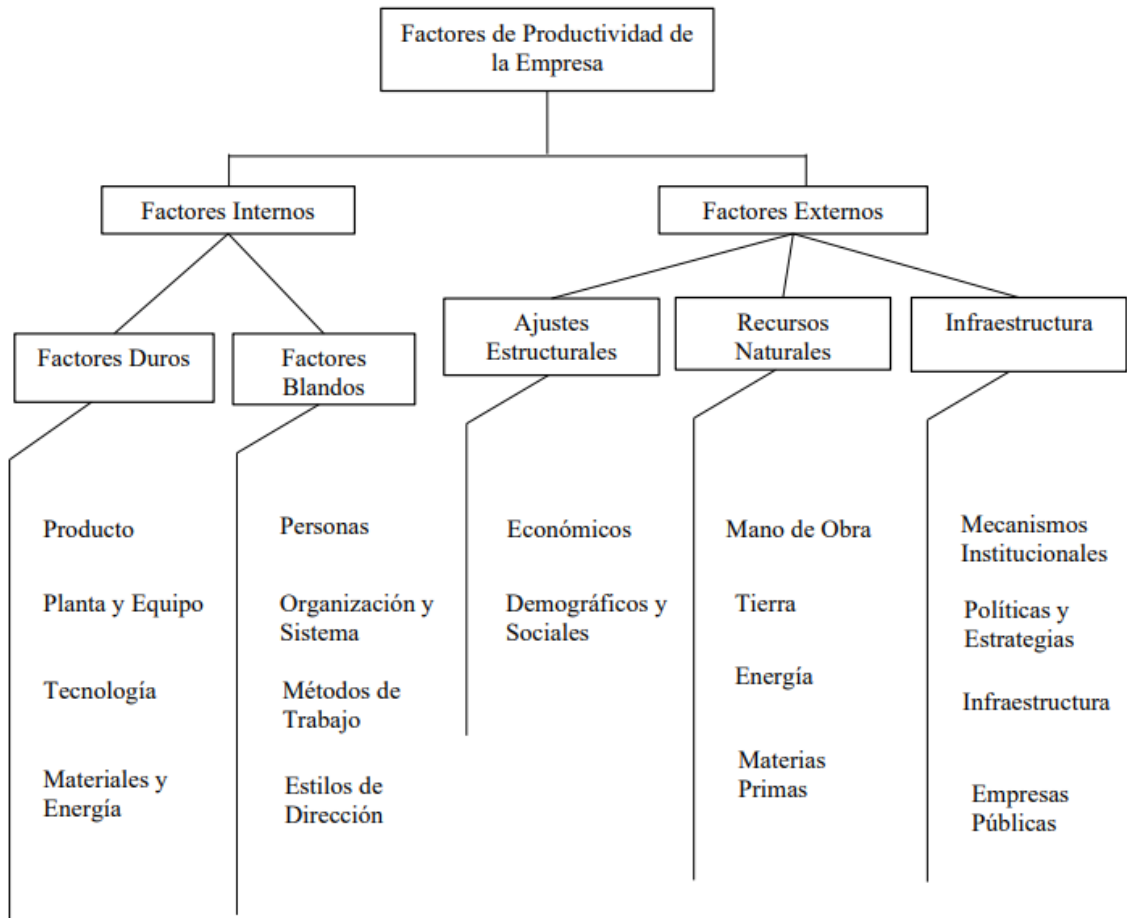 Factores de Productividad de
la Empresa
Factores Internos
Factores Externos
Factores Duros
Factores
Blandos
Ajustes
Estructurales
Recursos
Naturales
Infraestructura
Producto
Planta y Equipo
Tecnología
Materiales y
Energía
Personas
Organización y
Sistema
Métodos de
Trabajo
Estilos de
Dirección
Económicos
Demográficos y
Sociales
Mano de Obra
Tierra
Energía
Materias
Primas
Mecanismos
Institucionales
Políticas y
Estrategias
Infraestructura
Empresas
Públicas